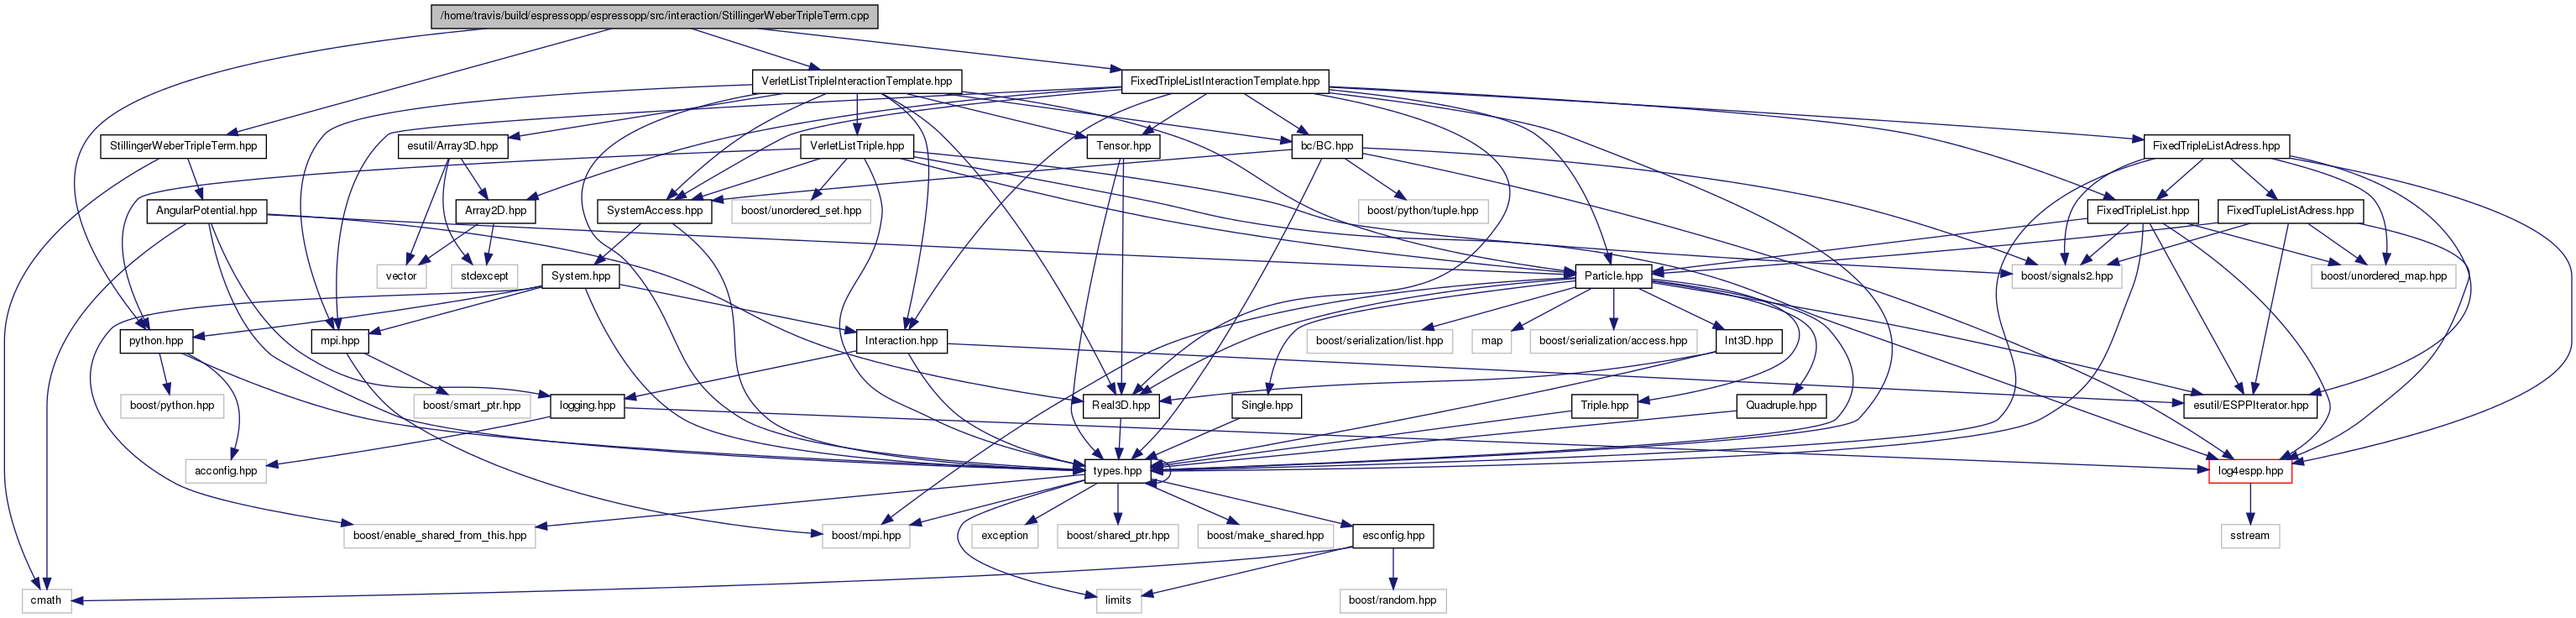 /home/travis/build/espressopp/espressopp/src/interaction/StillingerWeberTripleTerm.cpp
VerletListTripleInteractionTemplate.hpp
FixedTripleListInteractionTemplate.hpp
StillingerWeberTripleTerm.hpp
esutil/Array3D.hpp
VerletListTriple.hpp
Tensor.hpp
bc/BC.hpp
FixedTripleListAdress.hpp
AngularPotential.hpp
Array2D.hpp
SystemAccess.hpp
boost/unordered_set.hpp
boost/python/tuple.hpp
FixedTripleList.hpp
FixedTupleListAdress.hpp
vector
stdexcept
System.hpp
Particle.hpp
boost/signals2.hpp
boost/unordered_map.hpp
python.hpp
mpi.hpp
Interaction.hpp
boost/serialization/list.hpp
map
boost/serialization/access.hpp
Int3D.hpp
boost/python.hpp
boost/smart_ptr.hpp
logging.hpp
Real3D.hpp
Single.hpp
Triple.hpp
Quadruple.hpp
esutil/ESPPIterator.hpp
acconfig.hpp
types.hpp
log4espp.hpp
boost/enable_shared_from_this.hpp
boost/mpi.hpp
exception
boost/shared_ptr.hpp
boost/make_shared.hpp
esconfig.hpp
sstream
cmath
limits
boost/random.hpp